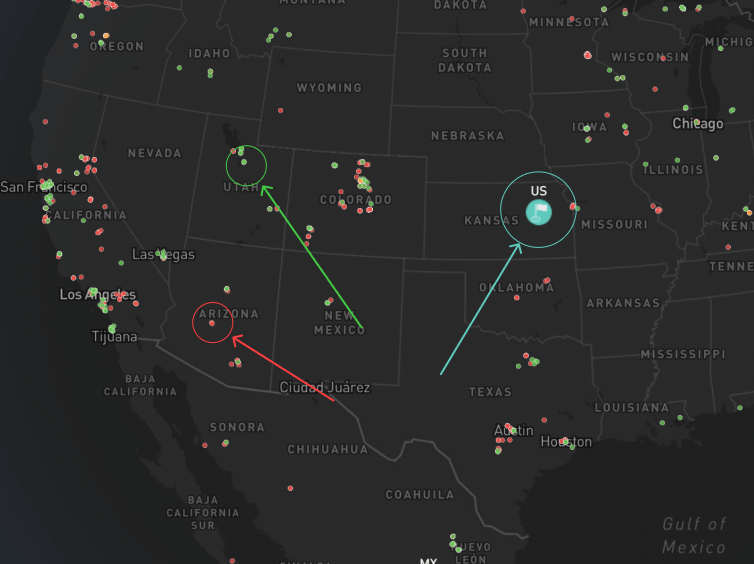 MONTANA
DAKOTA
MINNESOTA
OREGON
IDAHO
SOUTH
DAKOTA
WISCONSIN
MICHIG
WYOMING
IOWA
Chicago
NEBRASKA
NEVADA
ILLINOIS
San Francisco
UTAH
COLORADO
US
CALIFORNIA
KANSAS
MISSOURI
KENT
Las Vegas
TENNE
Los Angeles
ARIZONA
OKLAHOMA
ARKANSAS
NEW
MEXICO
Tijuana
MISSISSIPPI
BAJA
CALIFORNIA
Ciudad Juárez
TEXAS
LOUISIANA
SONORA
Austin
Houston
CHIHUAHUA
COAHUILA
BAJA
CALIFORNIA
SUR
Gulf of
Mexico
NUEVO
LEÓN
MX